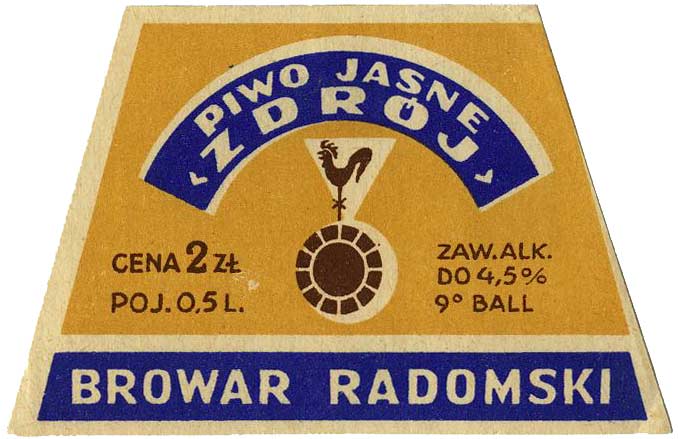 PIWO JASNE
‹ZDRÓJ›
CENA 2 ZŁ
POJ. 0,5 L.
ZAW. ALK.
DO 4,5%
9° BALL
BROWAR RADOMSKI